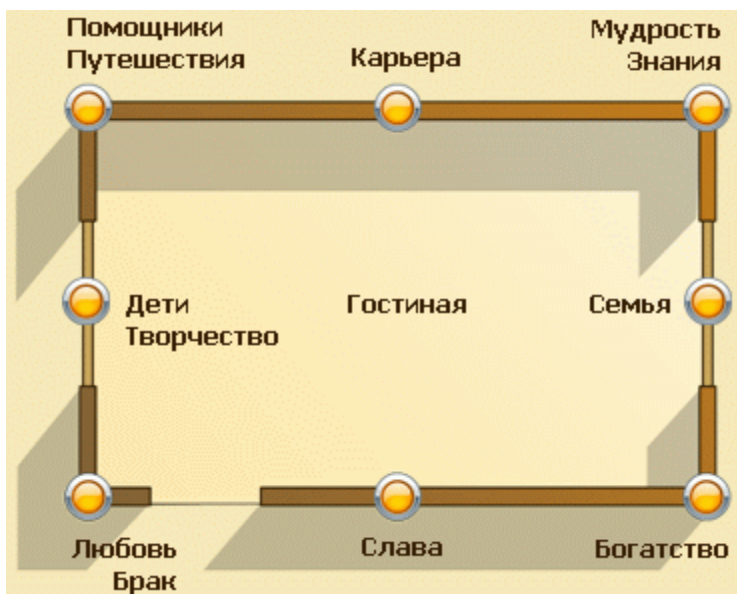 Помощники
Путешествия
Карьера
Мудрость
Знания
Дети
Творчество
Гостиная
Семья
Любовь
Брак
Слава
Богатство